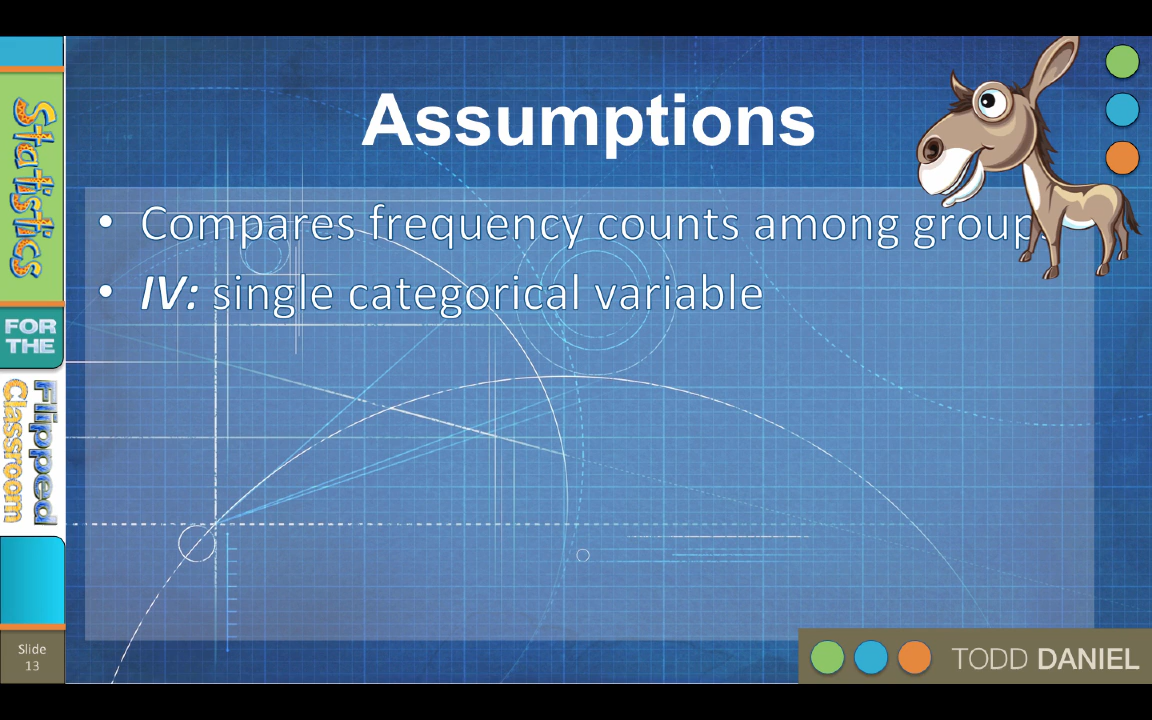 Assumptions
• Compares frequency counts among group
• IV: single categorical variable
Statistics
FOR
THE
Flipped
Classroom
Slide
13
TODD DANIEL